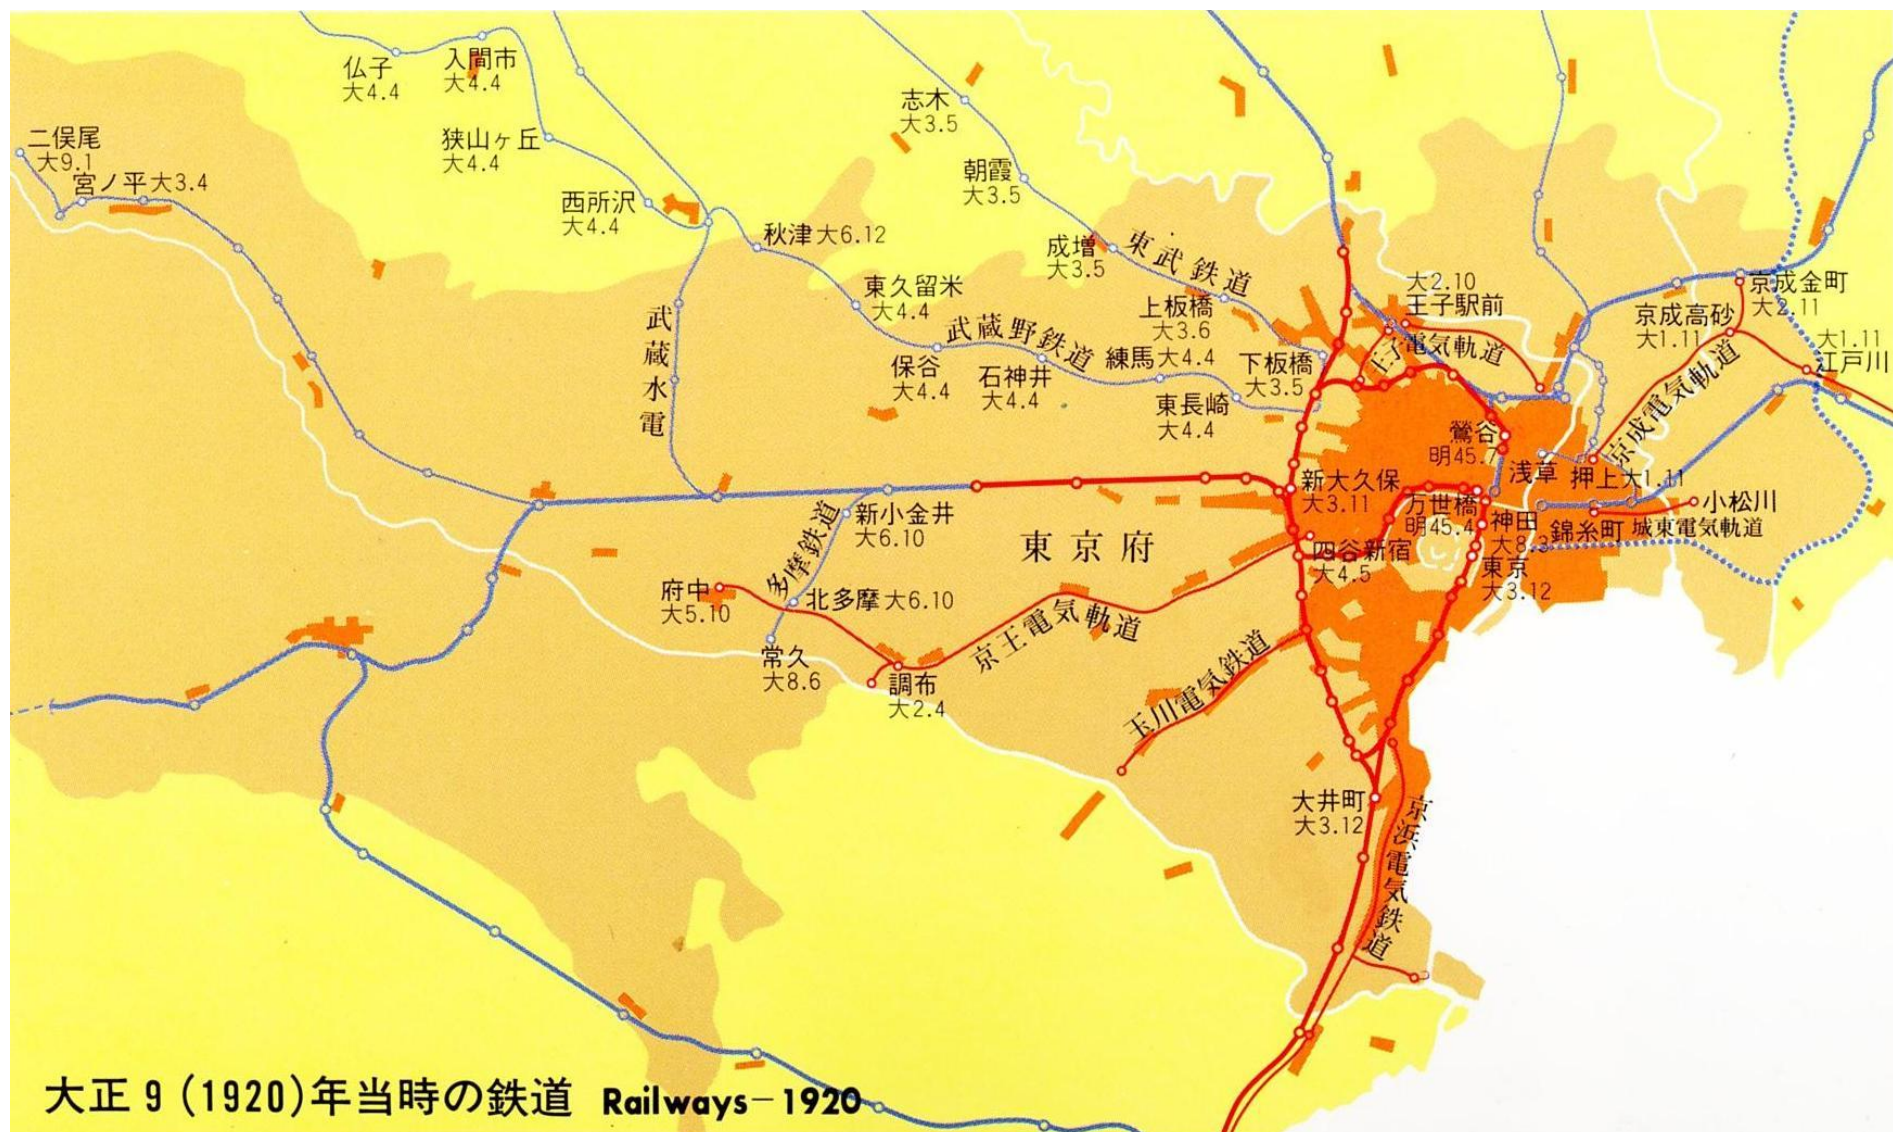 仏子
大4.4
入間市
大4.4
狭山ヶ丘
大4.4
西所沢
大4.4
二俣尾
大9.1
宮ノ平大3.4
秋津大6.12
東久留米
大4.4
保谷
大4.4
武蔵野鉄道
石神井
大4.4
練馬大4.4
東長崎
大4.4
武蔵水電
志木
大3.5
朝霞
大3.5
成増
大3.5
東武鉄道
上板橋
大3.6
下板橋
大3.5
大2.10
王子駅前
王子電気軌道
京成金町
大2.11
京成高砂
大1.11
大1.11
江戸川
京成電気軌道
鶯谷
明45.7
浅草
押上大1.11
小松川
錦糸町
城東電気軌道
新大久保
大3.11
万世橋
明45.4
神田
大8.3
東京
大3.12
四谷新宿
大4.5
東京府
新小金井
大6.10
多摩鉄道
北多摩大6.10
府中
大5.10
常久
大8.6
調布
大2.4
京王電気軌道
玉川電気鉄道
大井町
大3.12
京浜電気鉄道
大正9(1920)年当時の鉄道 Railways−1920